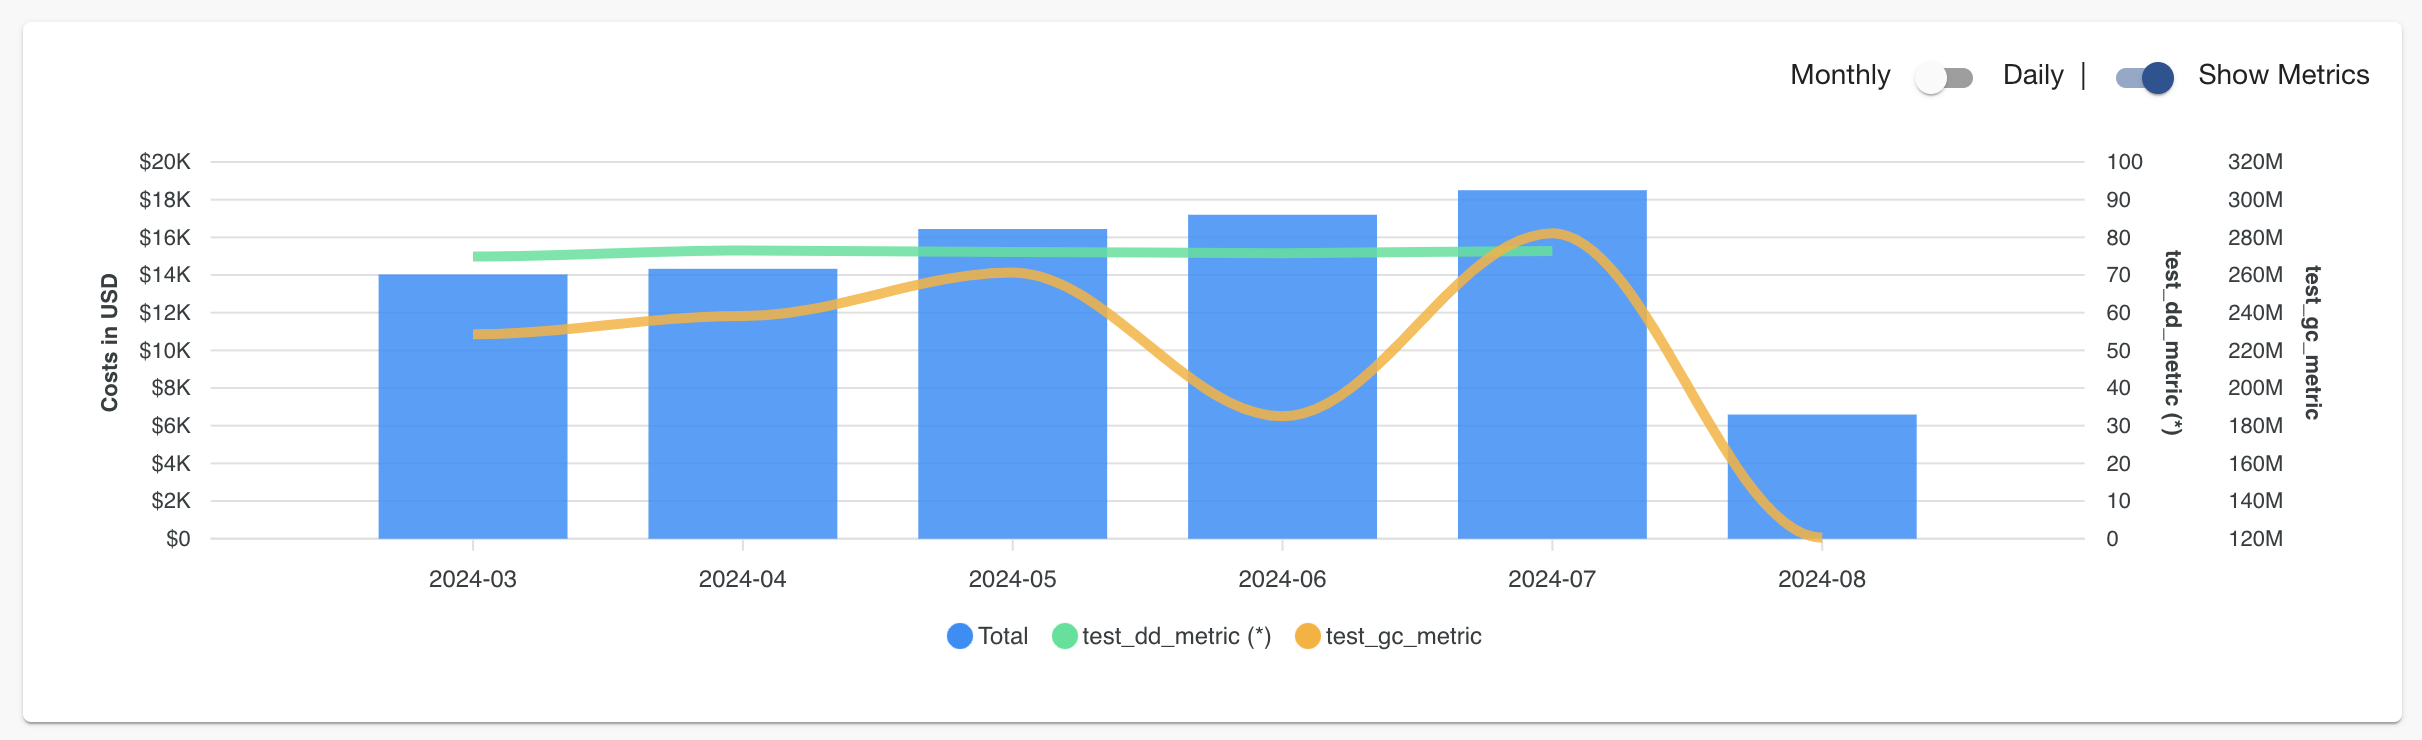 Monthly Daily | Show Metrics
$20K 100 320M
$18K 90 300M
$16K 80 280M
$14K 70 260M
$12K 60 240M
$10K 50 220M
$8K 40 200M
$6K 30 180M
$4K 20 160M
$2K 10 140M
$0 0 120M
Costs in USD
test_dd_metric (*)
test_gc_metric
2024-03 2024-04 2024-05 2024-06 2024-07 2024-08
Total test_dd_metric (*) test_gc_metric